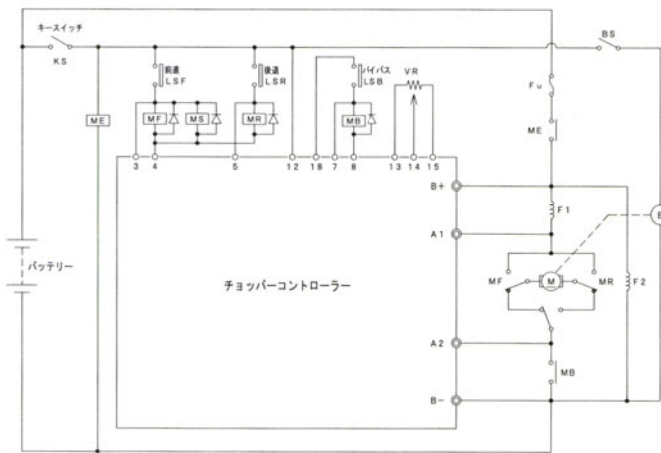 キースイッチ
KS
BS
前進
LSF
後退
LSR
バイパス
LSB
VR
Fu
ME
MF
MS
MR
MB
ME
3
4
5
12
18
7
8
13
14
15
B+
F1
A1
バッテリー
チョッパーコントローラー
MF
M
MR
F2
B
A2
MB
B-